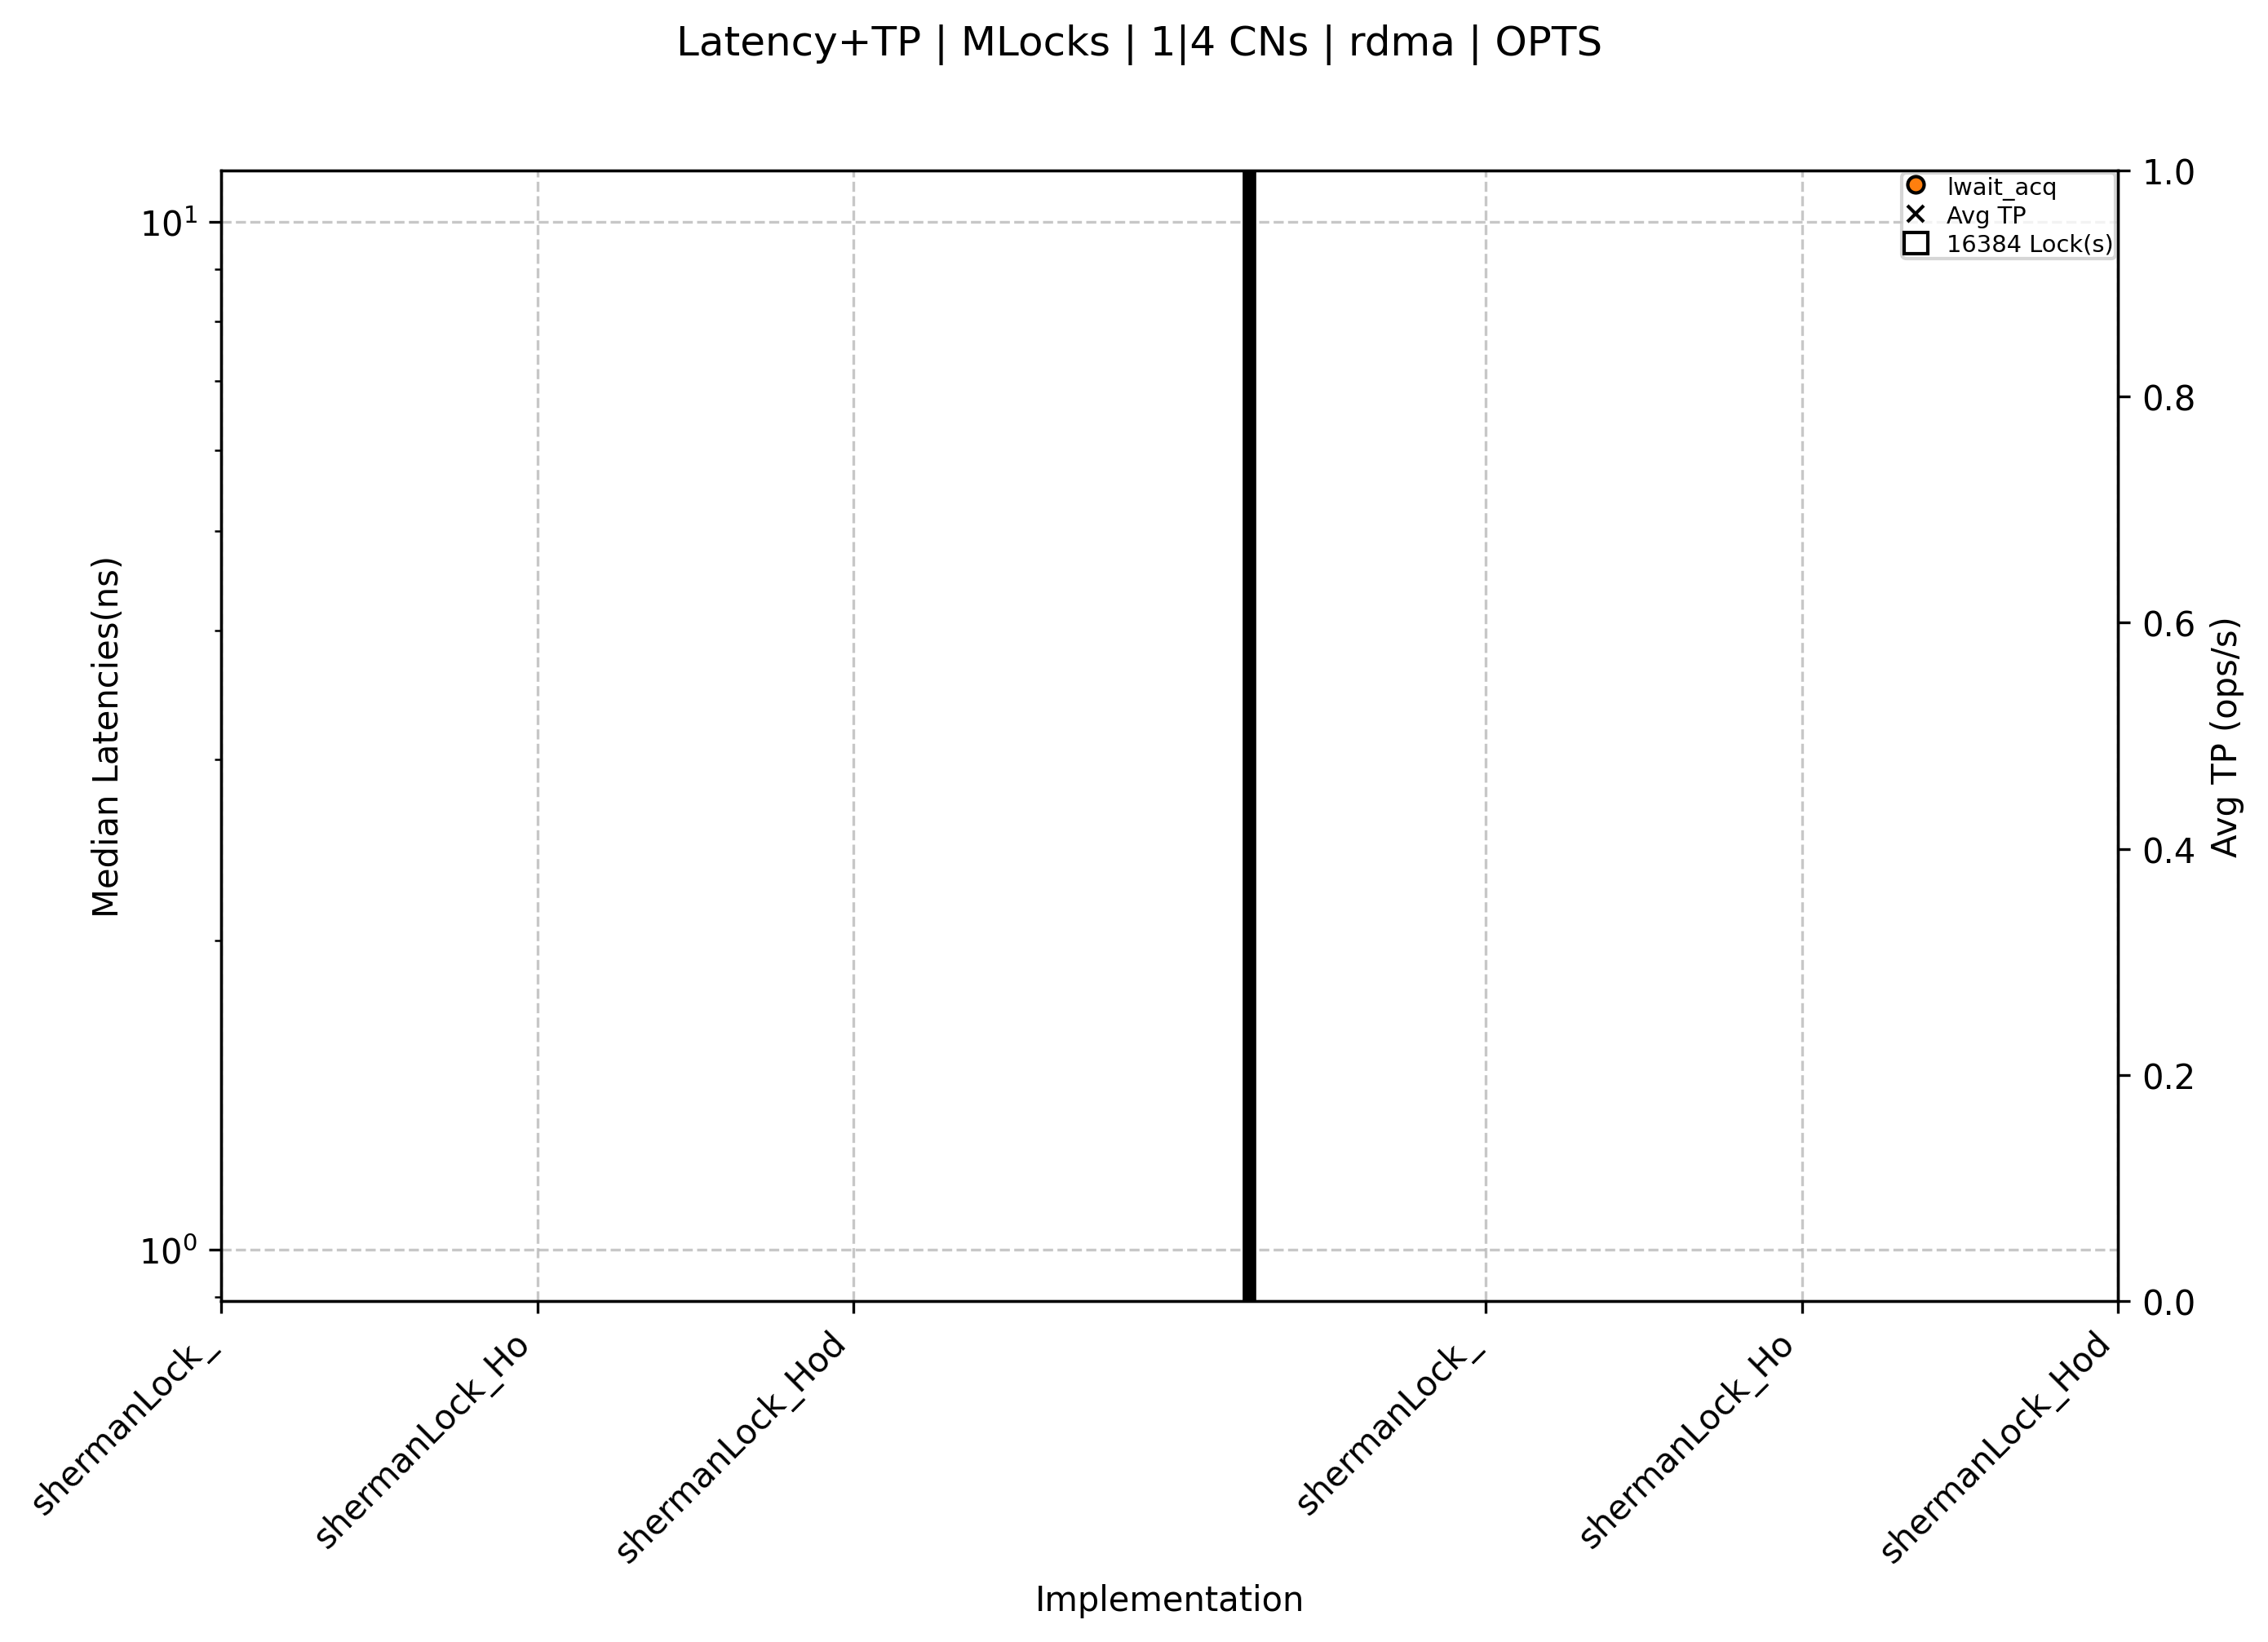 Latency+TP | MLocks | 1|4 CNs | rdma | OPTS
lwait_acq
Avg TP
16384 Lock(s)
10¹
10⁰
Median Latencies(ns)
1.0
0.8
0.6
0.4
0.2
0.0
Avg TP (ops/s)
shermanLock_
shermanLock_Ho
shermanLock_Hod
shermanLock_
shermanLock_Ho
shermanLock_Hod
Implementation